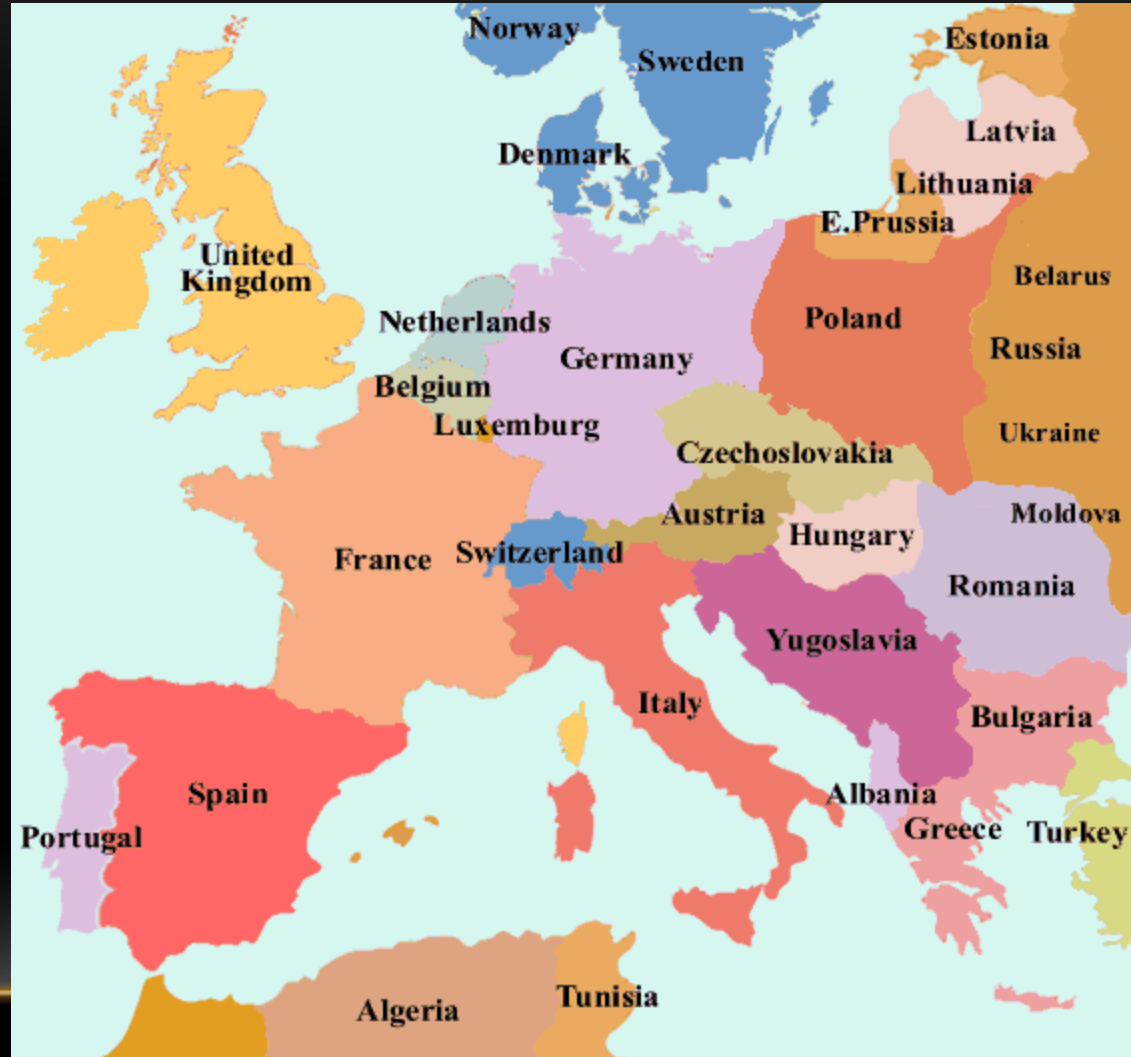 Norway
Estonia
Sweden
Latvia
Denmark
Lithuania
E.Prussia
United
Kingdom
Belarus
Netherlands
Poland
Russia
Germany
Belgium
Luxemburg
Ukraine
Czechoslovakia
Austria
Moldova
Hungary
France
Switzerland
Romania
Yugoslavia
Italy
Bulgaria
Spain
Albania
Portugal
Greece
Turkey
Tunisia
Algeria